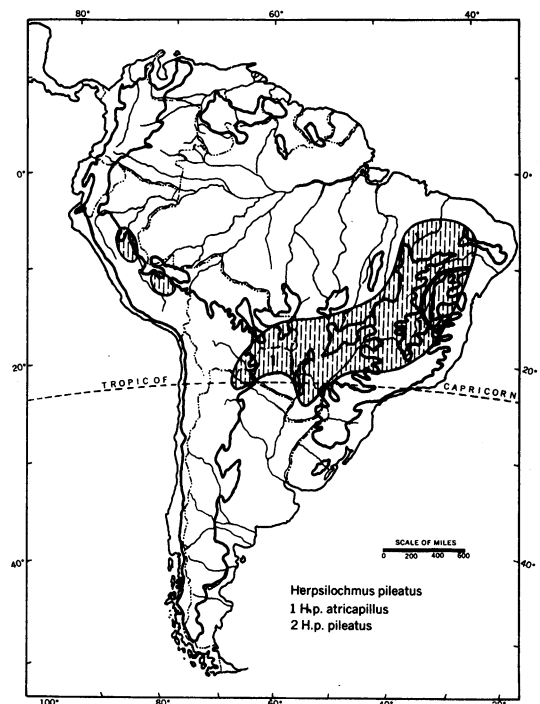 80° 60° 40°
0° 0°
20° 20°
TROPIC OF CAPRICORN
SCALE OF MILES
0 200 400 600
40° 40°
Herpsilochmus pileatus
1 H.p. atricapillus
2 H.p. pileatus
100° 80° 60° 40° 20°